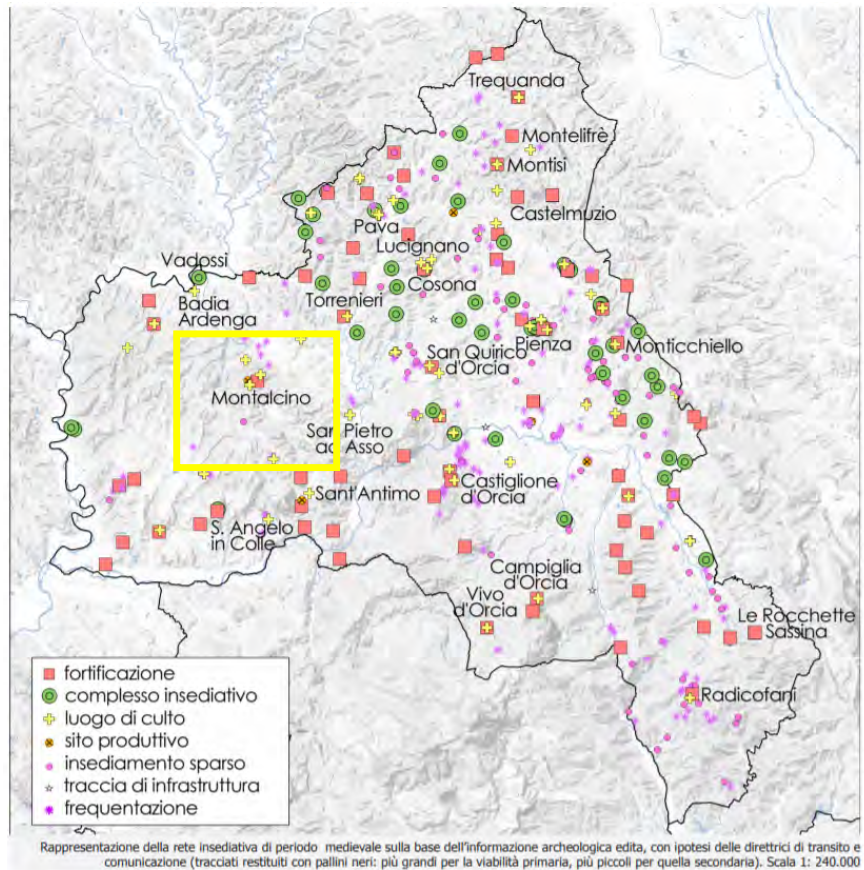 Trequanda
Montelifrè
Montisi
Castelmuzio
Pava
Lucignano
Vadossi
Cosona
Badia
Ardenga
Torrenieri
Pienza
San Quirico
d'Orcia
Monticchiello
Montalcino
San Pietro
ad Asso
Sant'Antimo
Castiglione
d'Orcia
S. Angelo
in Colle
Campiglia
d'Orcia
Vivo
d'Orcia
Le Rocchette
Sassina
Radicofani
fortificazione
complesso insediativo
luogo di culto
sito produttivo
insediamento sparso
traccia di infrastruttura
frequentazione
Rappresentazione della rete insediativa di periodo medievale sulla base dell'informazione archeologica edita, con ipotesi delle direttrici di transito e
comunicazione (tracciati restituiti con pallini neri: più grandi per la viabilità primaria, più piccoli per quella secondaria). Scala 1: 240.000